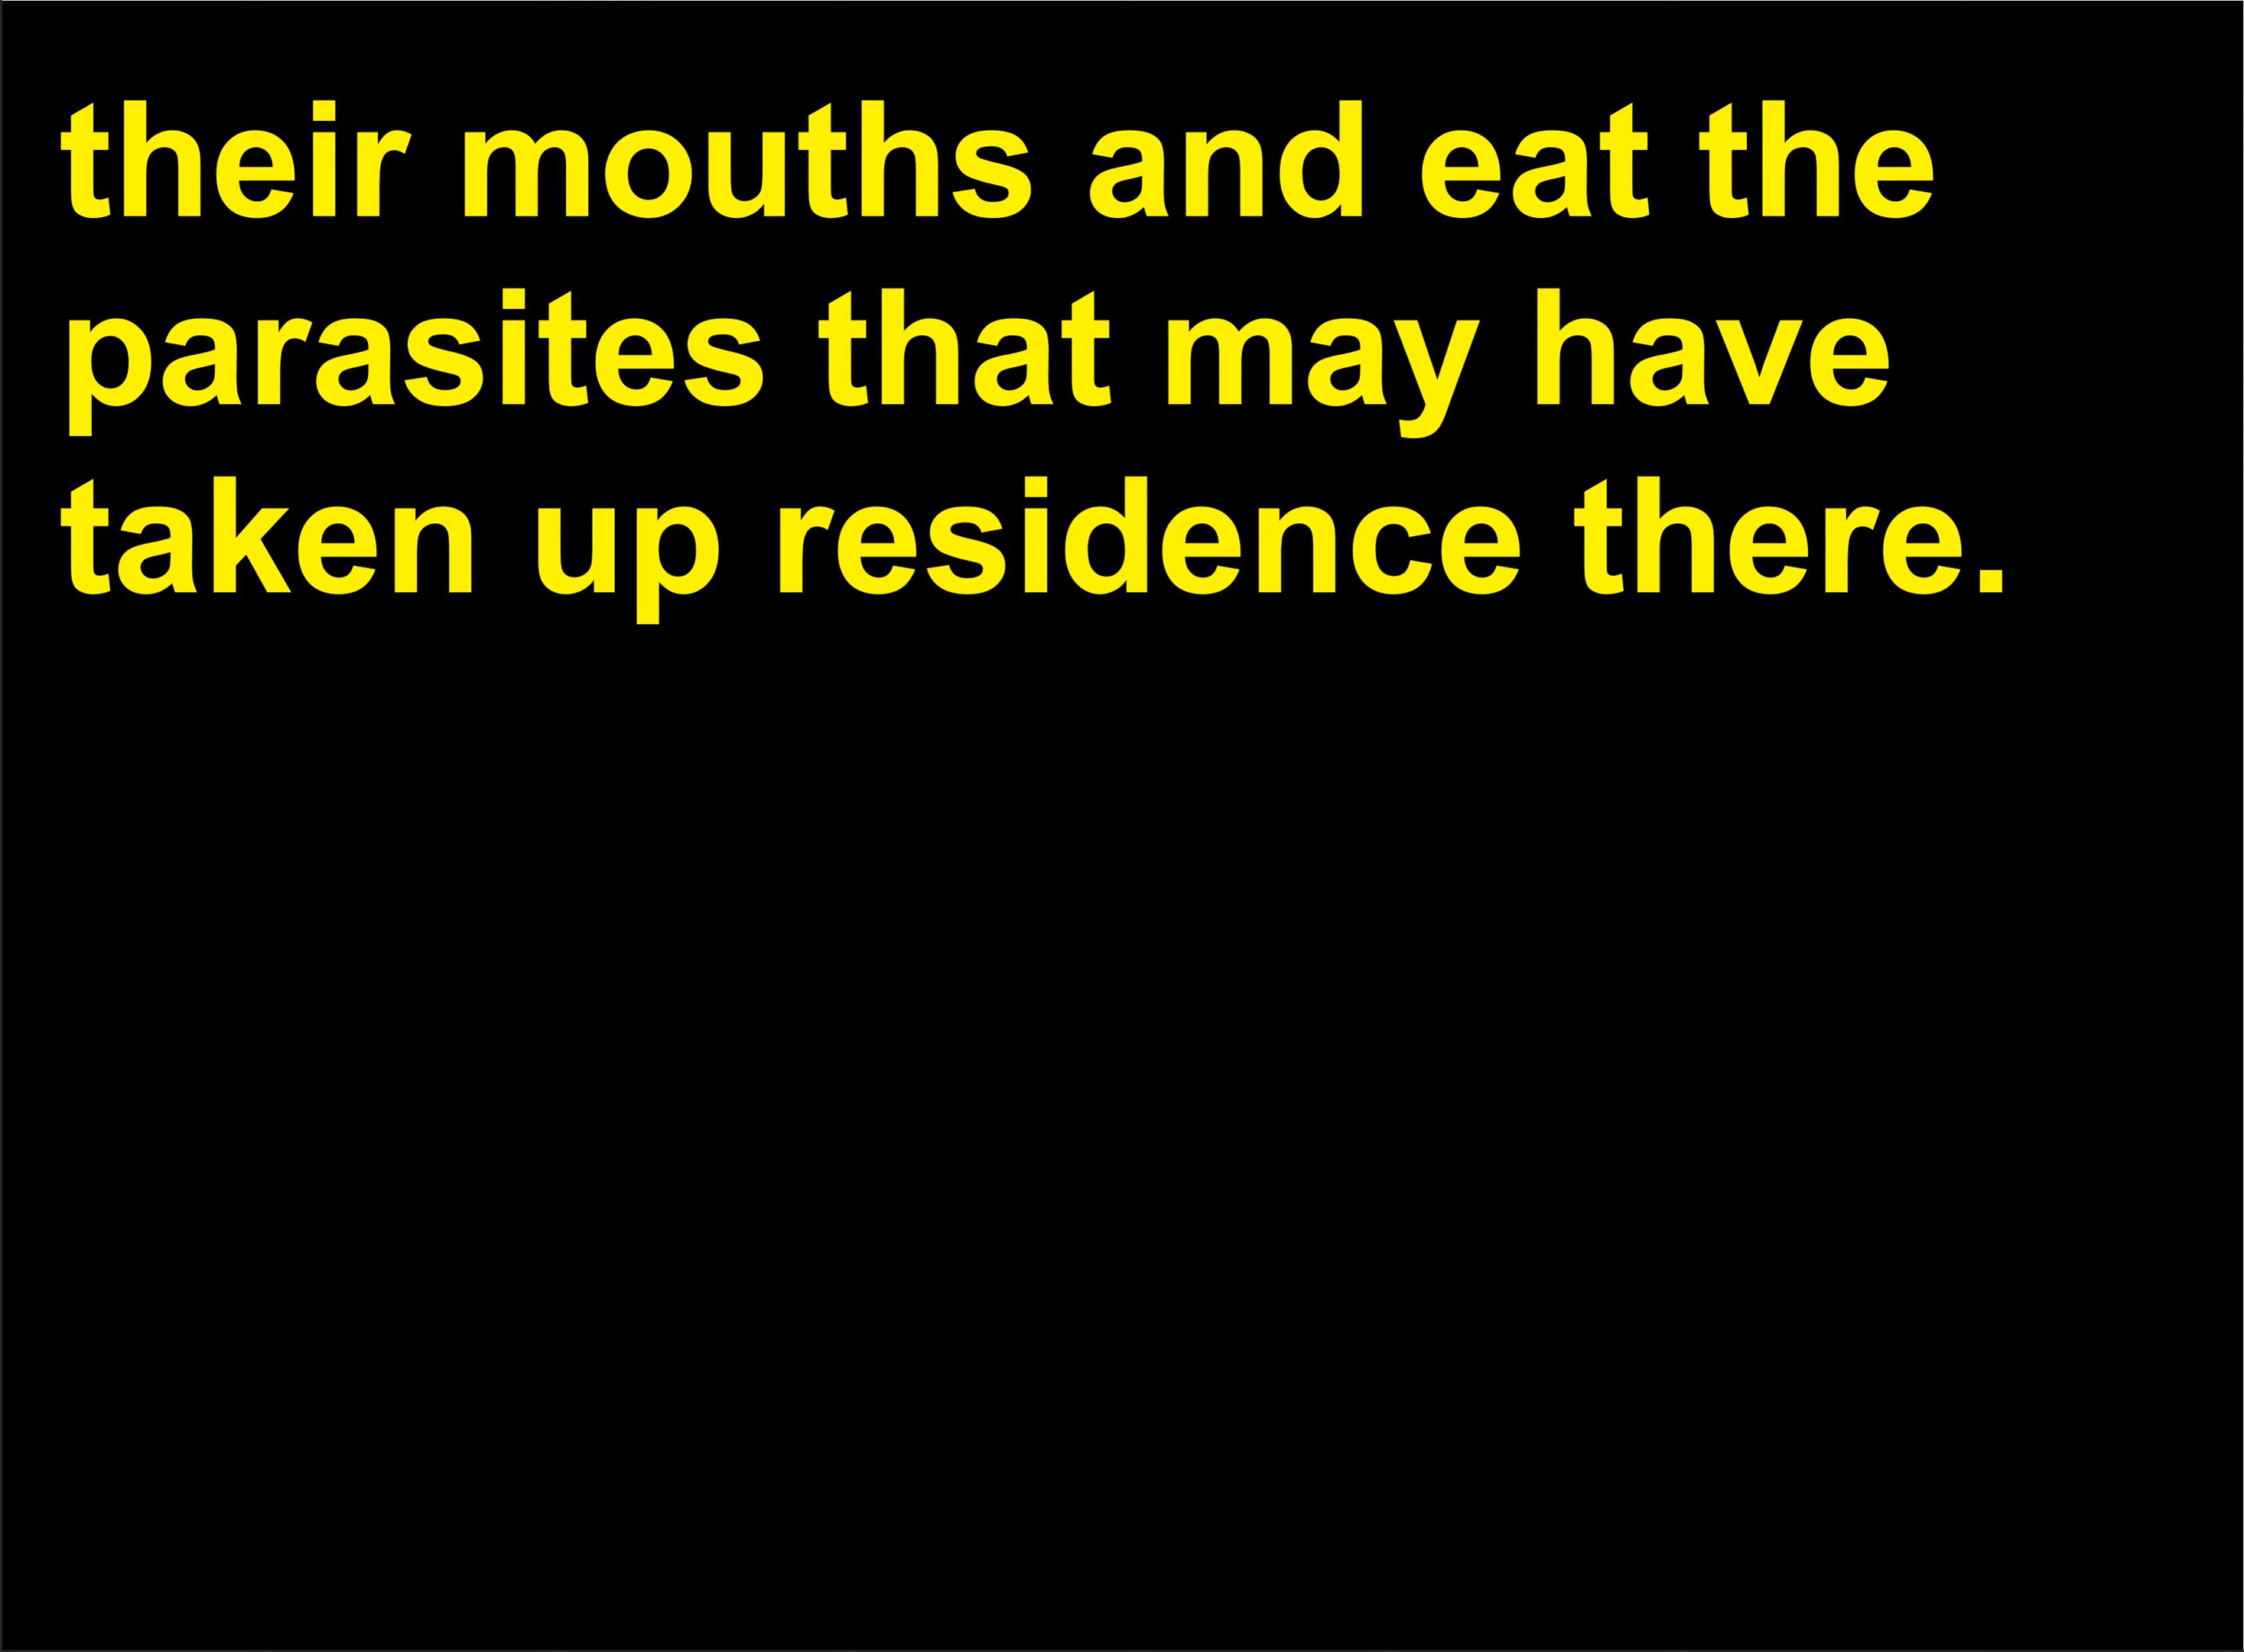 their mouths and eat the
parasites that may have
taken up residence there.